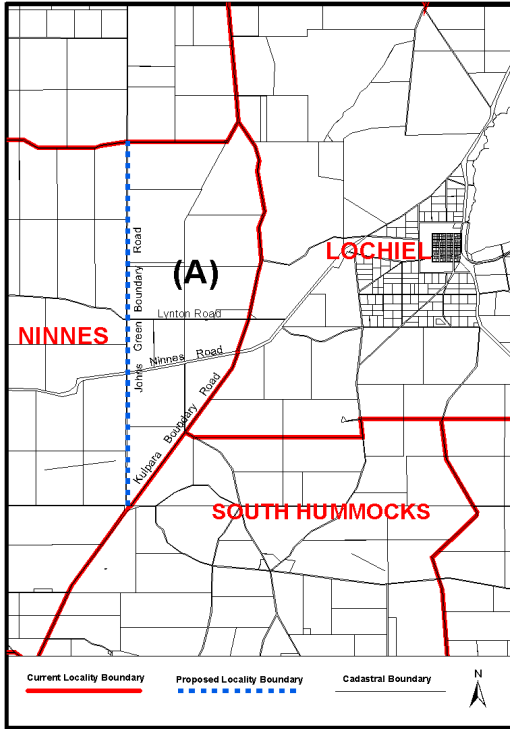 LOCHIEL
(A)
Johns Green Boundary Road
Lynton Road
NINNES
Ninnes Road
Kulpara Boundary Road
SOUTH HUMMOCKS
Current Locality Boundary
Proposed Locality Boundary
Cadastral Boundary
N